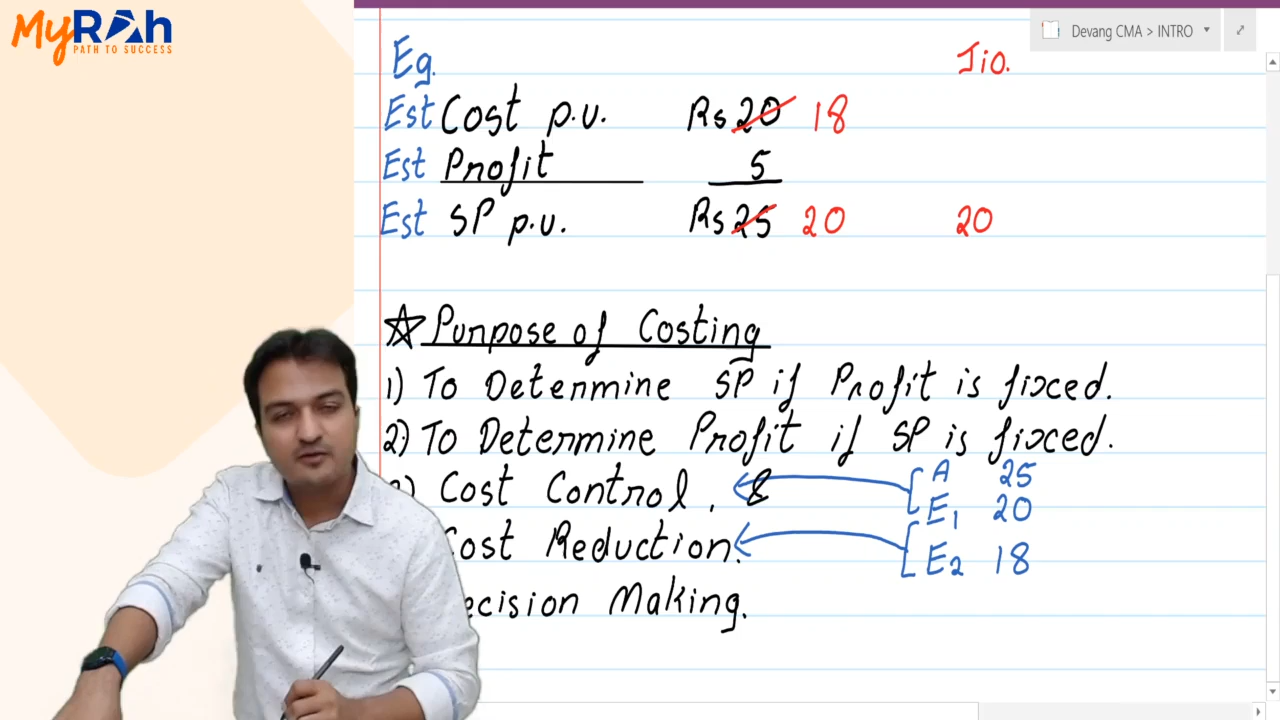 MyRAh
PATH TO SUCCESS
Devang CMA > INTRO
Eg. Jio.
Est Cost p.u. Rs 20 18
Est Profit 5
Est SP p.u. Rs 25 20 20
Purpose of Costing
1) To Determine SP if Profit is fixed.
2) To Determine Profit if SP is fixed.
Cost Control. &
A 25
E1 20
Cost Reduction.
E2 18
ecision Making.